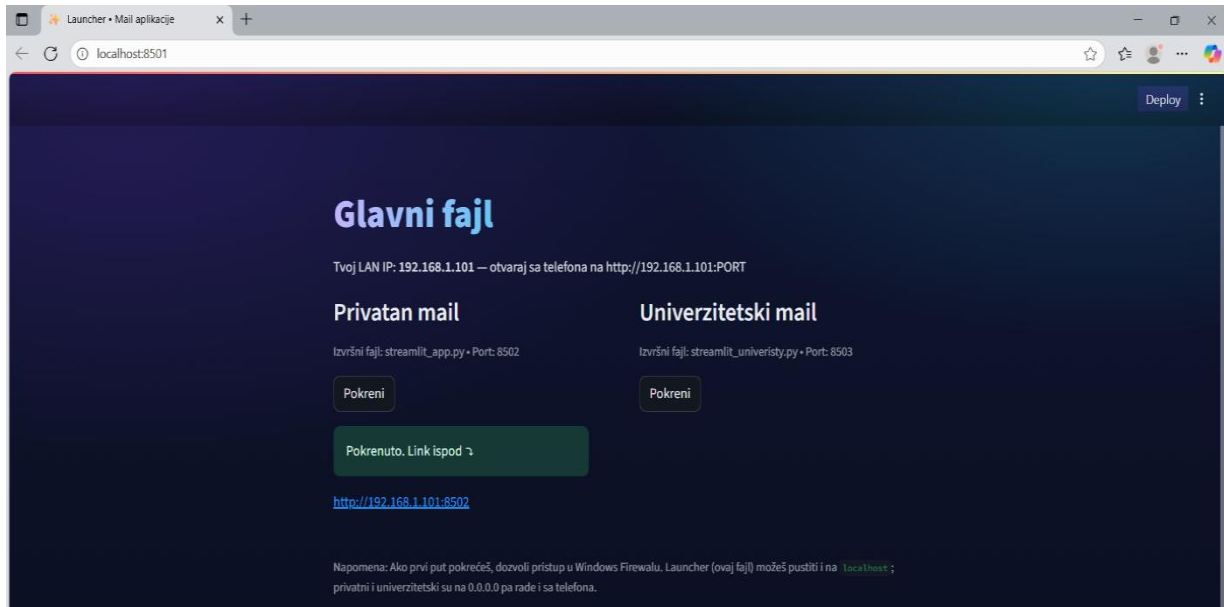 Launcher • Mail aplikacije
localhost:8501
Deploy
Glavni fajl
Tvoj LAN IP: 192.168.1.101 — otvaraj sa telefona na http://192.168.1.101:PORT
Privatan mail
Izvršni fajl: streamlit_app.py • Port: 8502
Pokreni
Pokrenuto. Link ispod ⤵
http://192.168.1.101:8502
Univerzitetski mail
Izvršni fajl: streamlit_univeristy.py • Port: 8503
Pokreni
Napomena: Ako prvi put pokrećeš, dozvoli pristup u Windows Firewalu. Launcher (ovaj fajl) možeš pustiti i na localhost ;
privatni i univerzitetski su na 0.0.0.0 pa rade i sa telefona.